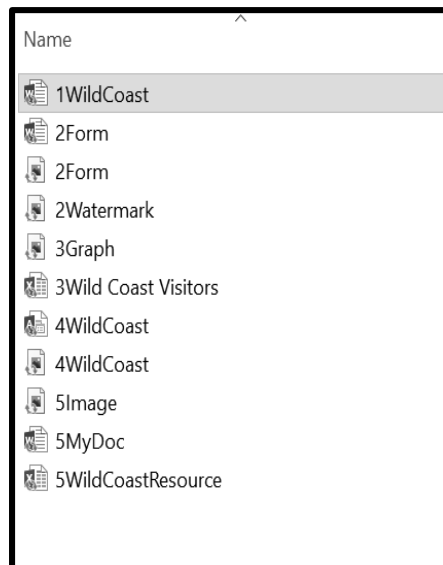 Name
1WildCoast
2Form
2Form
2Watermark
3Graph
3Wild Coast Visitors
4WildCoast
4WildCoast
5Image
5MyDoc
5WildCoastResource